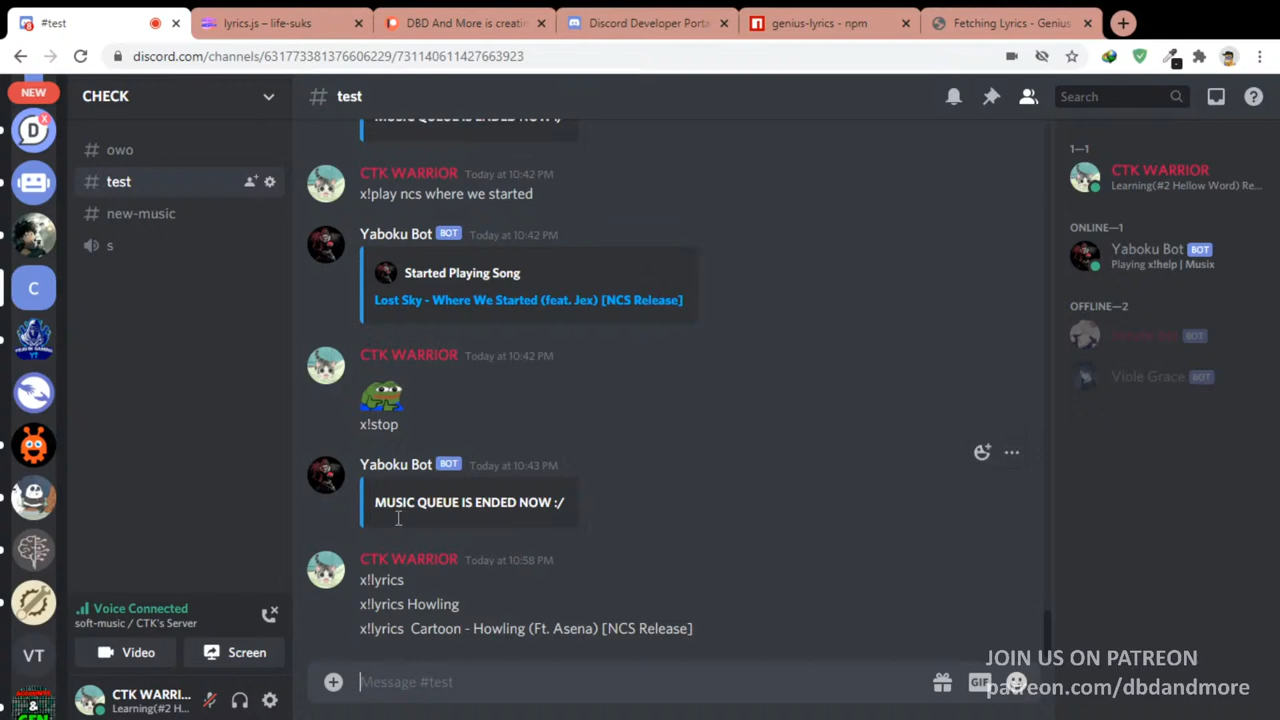 #test
lyrics.js – life-suks
DBD And More is creatin
Discord Developer Porta
genius-lyrics - npm
Fetching Lyrics - Genius
discord.com/channels/631773381376606229/731140611427663923
NEW
CHECK
# test
Search
# owo
# test
# new-music
s
C
VT
MUSIC QUEUE IS ENDED NOW :/
CTK WARRIOR Today at 10:42 PM
x!play ncs where we started
Yaboku Bot BOT Today at 10:42 PM
Started Playing Song
Lost Sky - Where We Started (feat. Jex) [NCS Release]
CTK WARRIOR Today at 10:42 PM
x!stop
Yaboku Bot BOT Today at 10:43 PM
MUSIC QUEUE IS ENDED NOW :/
CTK WARRIOR Today at 10:58 PM
x!lyrics
x!lyrics Howling
x!lyrics Cartoon - Howling (Ft. Asena) [NCS Release]
Message #test
GIF
1—1
CTK WARRIOR
Learning(#2 Hellow Word) Re...
ONLINE—1
Yaboku Bot BOT
Playing x!help | Musix
OFFLINE—2
BOT
Viole Grace BOT
Voice Connected
soft-music / CTK's Server
Video
Screen
CTK WARRI...
Learning(#2 H...
JOIN US ON PATREON
patreon.com/dbdandmore